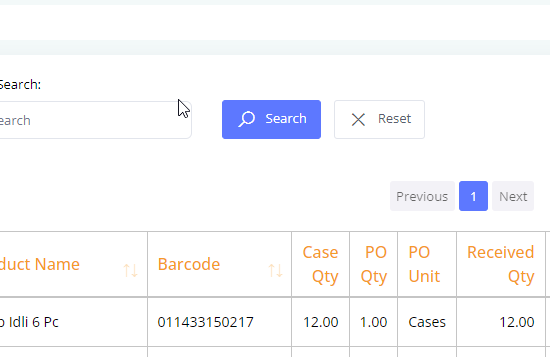 Search:
earch
Search
Reset
Previous 1 Next
duct Name Barcode Case Qty PO Qty PO Unit Received Qty
o Idli 6 Pc 011433150217 12.00 1.00 Cases 12.00